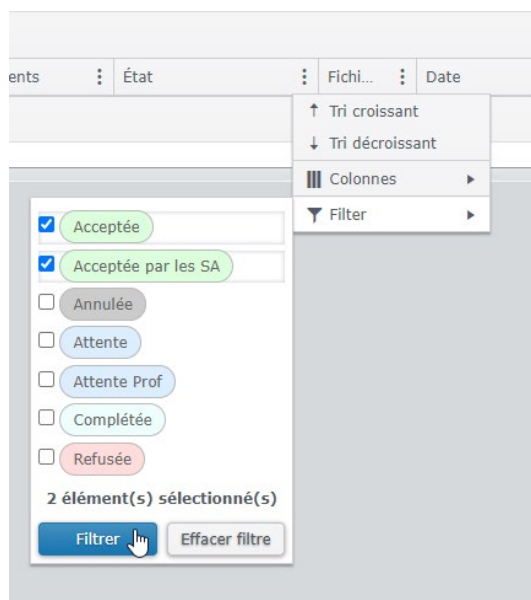 ents État Fichi... Date
Tri croissant
Tri décroissant
Colonnes
Filter
Acceptée
Acceptée par les SA
Annulée
Attente
Attente Prof
Complétée
Refusée
2 élément(s) sélectionné(s)
Filtrer Effacer filtre